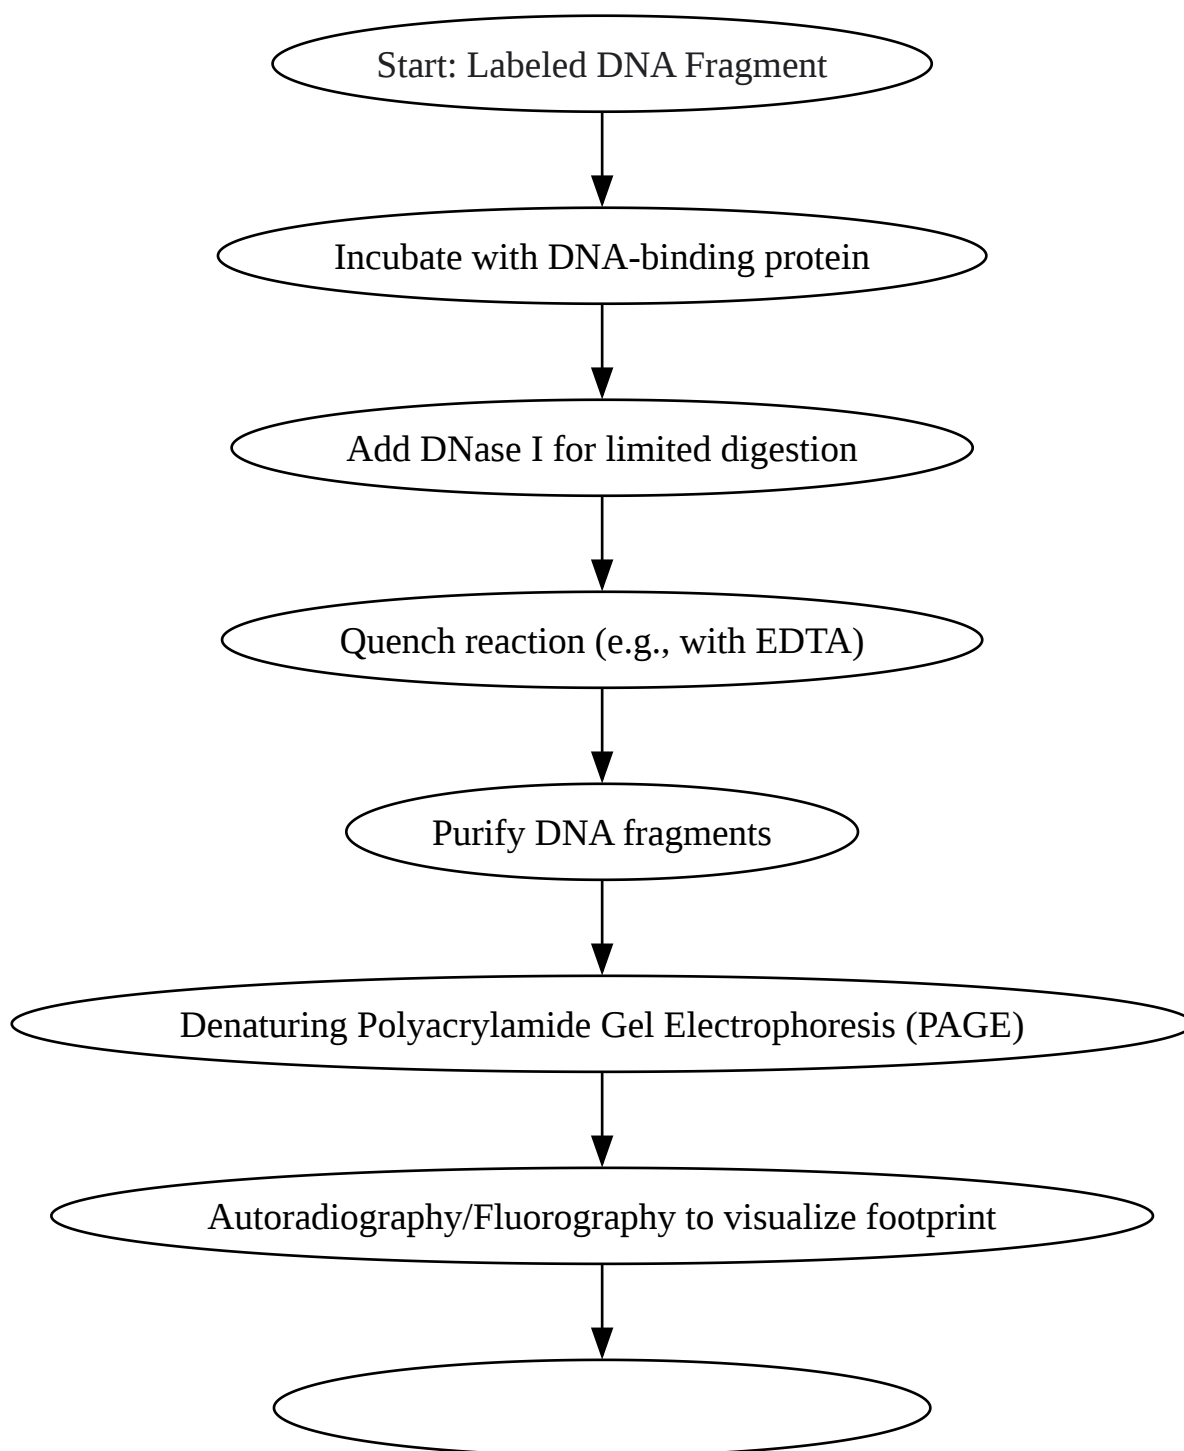 Start: Labeled DNA Fragment
Incubate with DNA-binding protein
Add DNase I for limited digestion
Quench reaction (e.g., with EDTA)
Purify DNA fragments
Denaturing Polyacrylamide Gel Electrophoresis (PAGE)
Autoradiography/Fluorography to visualize footprint